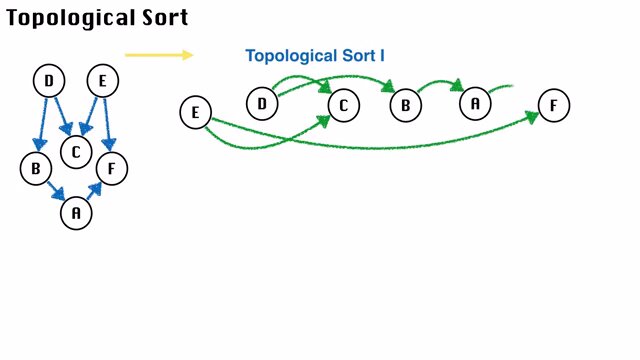 Topological Sort
Topological Sort I
D E
B C F
A
E D C B A F